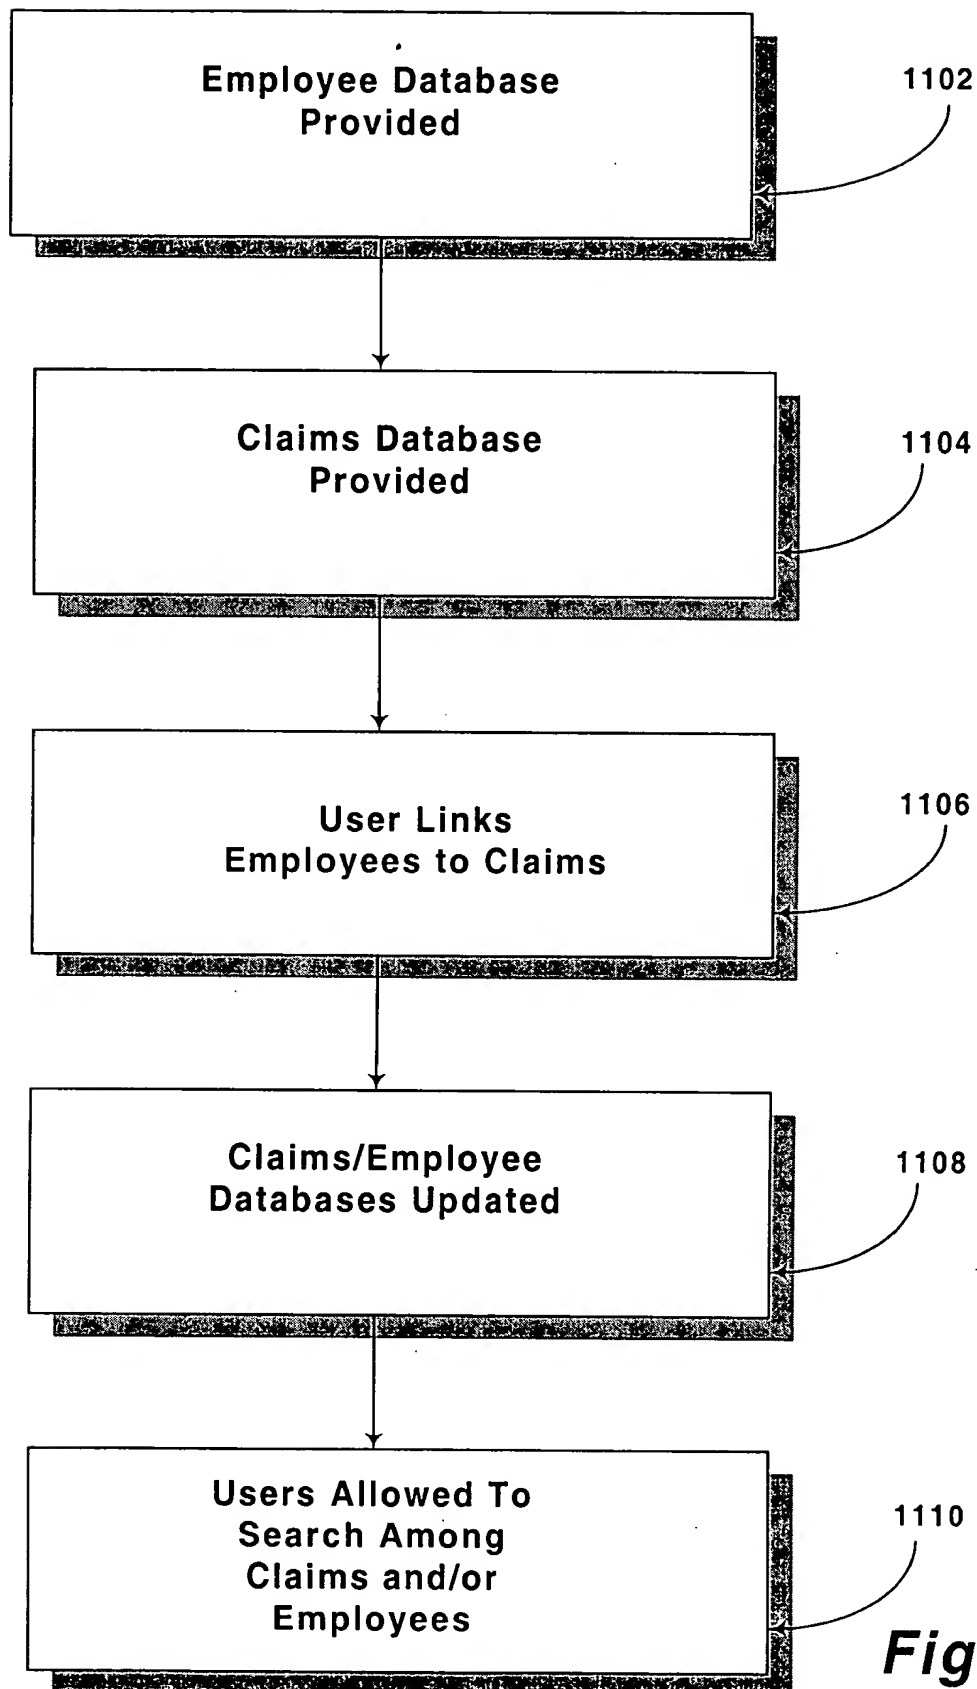 Employee Database
Provided
1102
Claims Database
Provided
1104
User Links
Employees to Claims
1106
Claims/Employee
Databases Updated
1108
Users Allowed To
Search Among
Claims and/or
Employees
1110
Fig